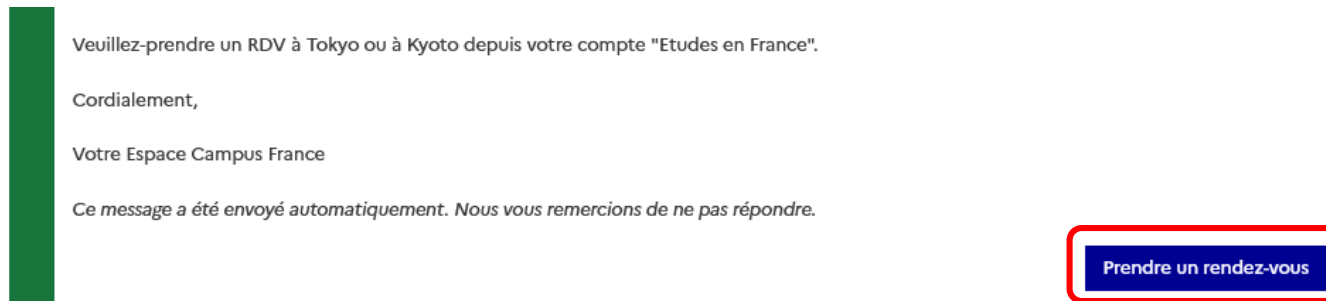 Veuillez-prendre un RDV à Tokyo ou à Kyoto depuis votre compte "Etudes en France".
Cordialement,
Votre Espace Campus France
Ce message a été envoyé automatiquement. Nous vous remercions de ne pas répondre.
Prendre un rendez-vous